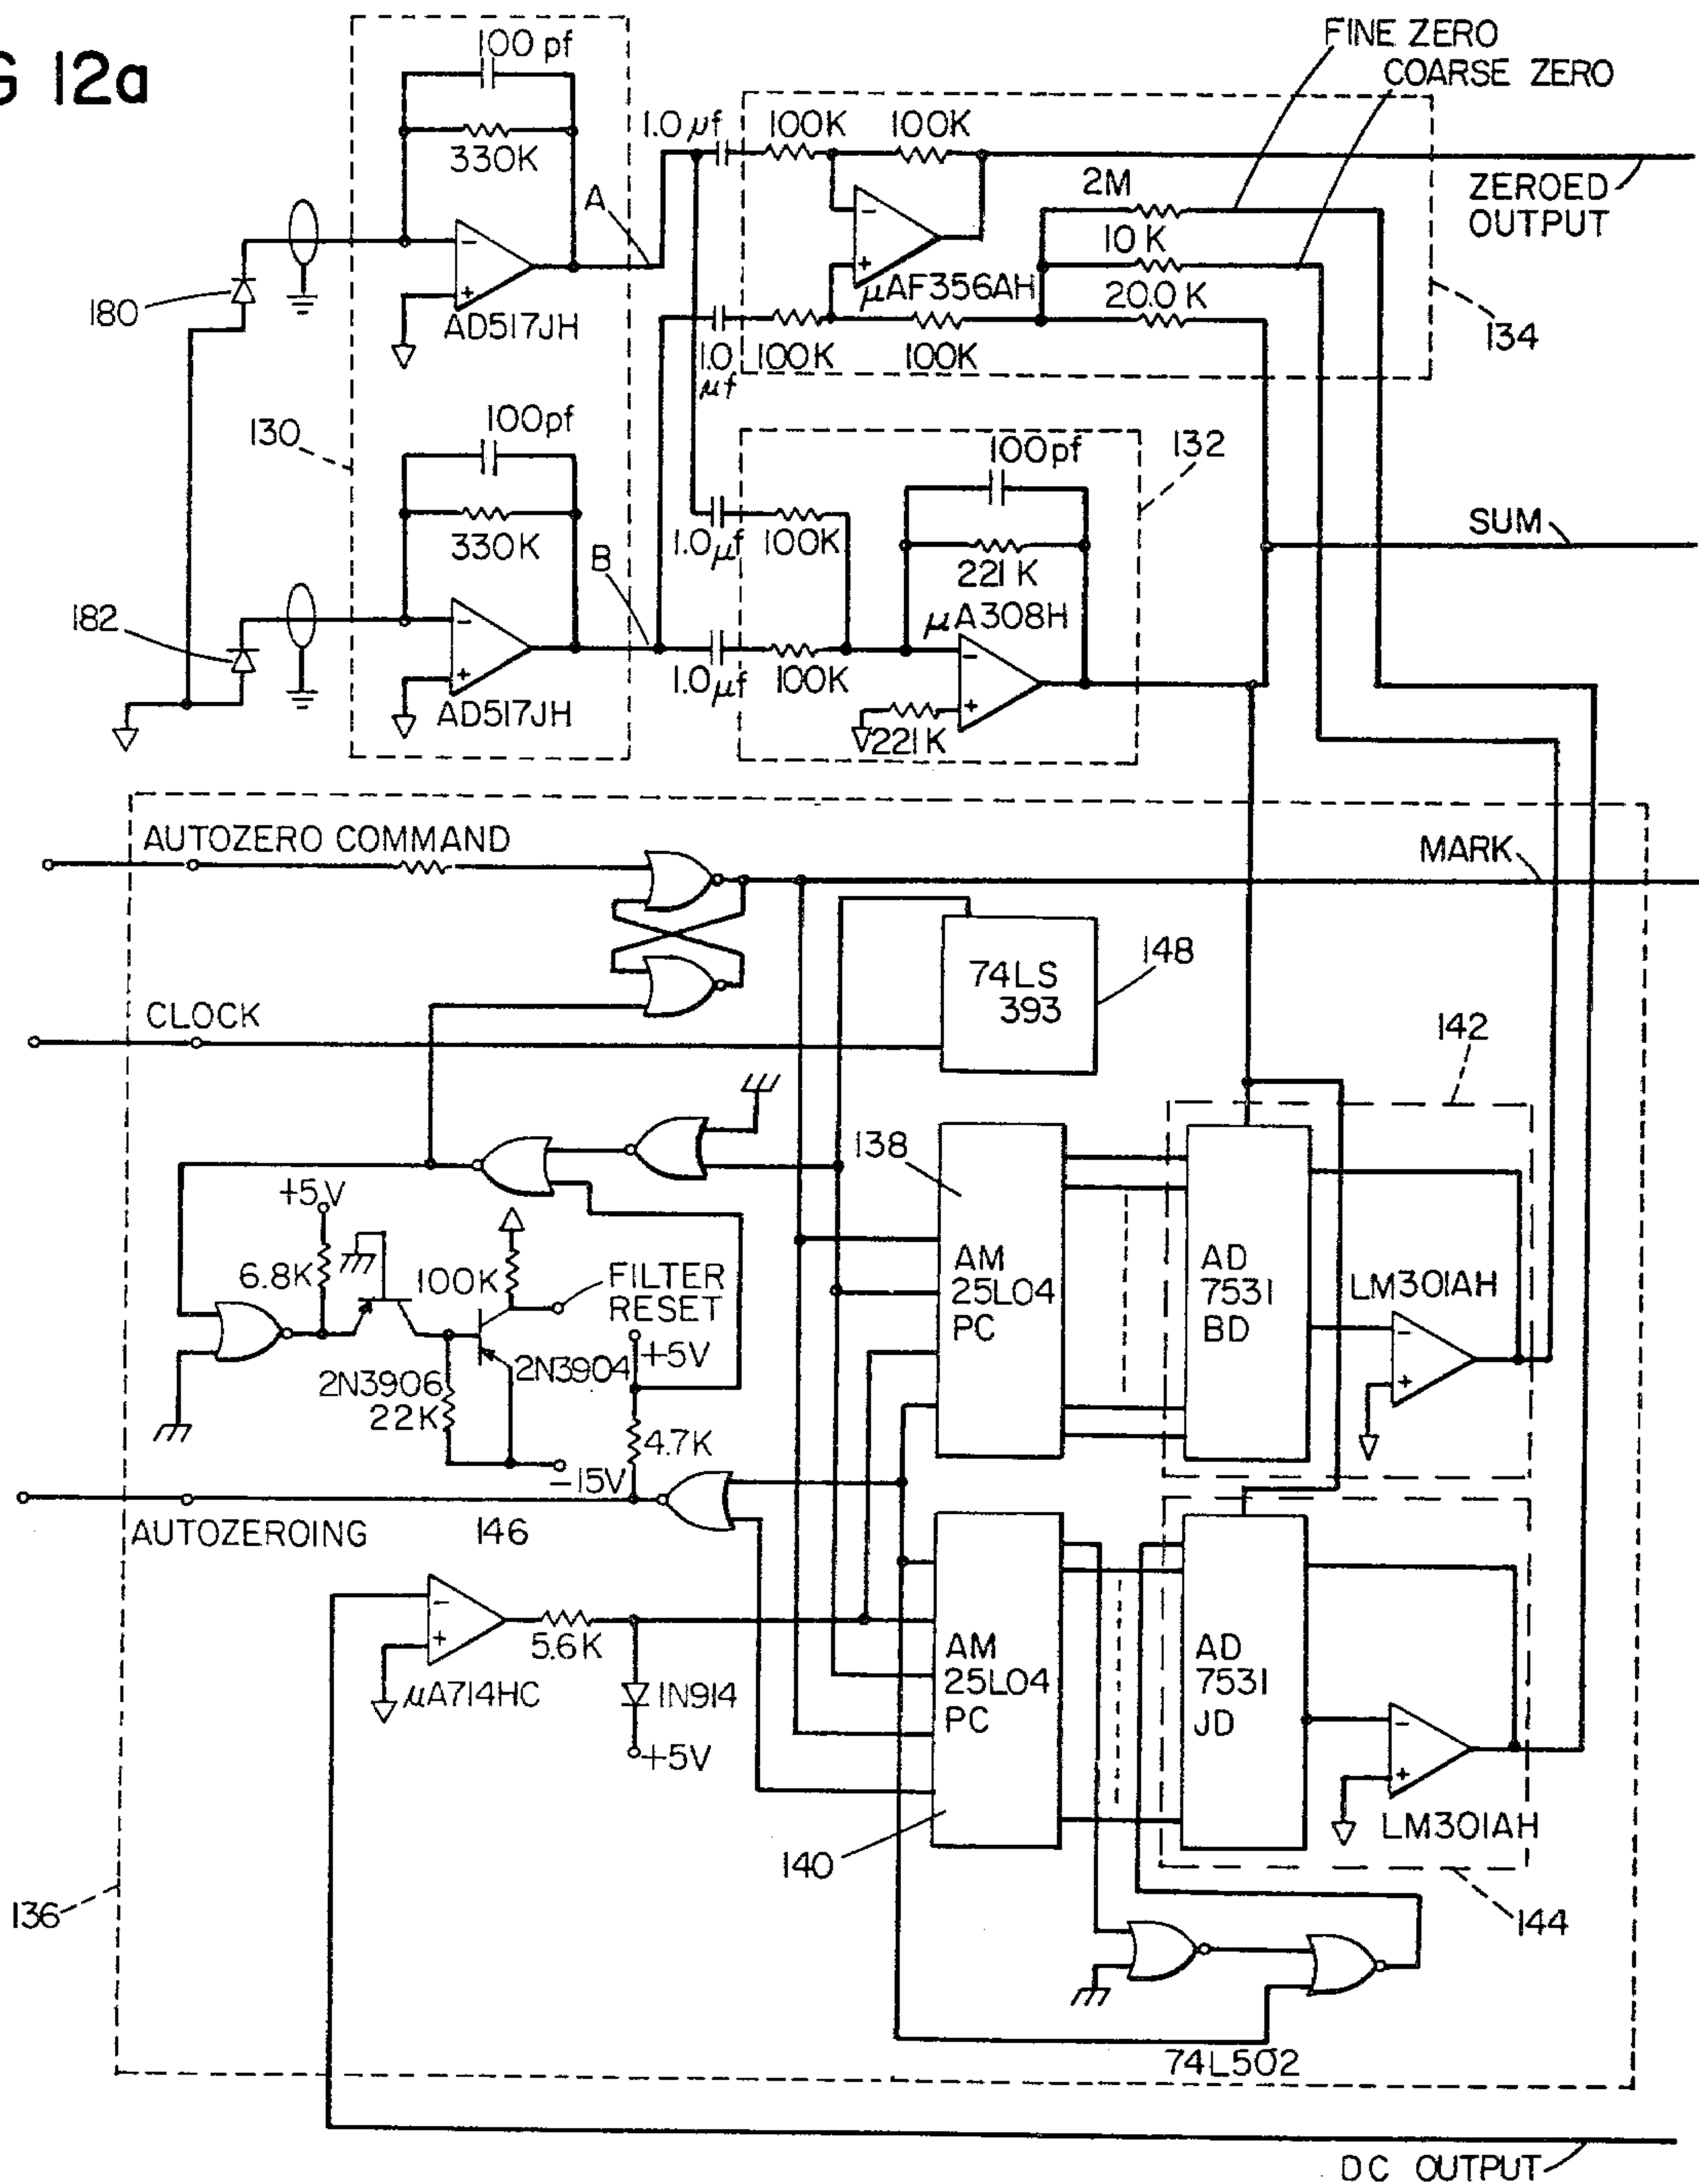 G 12a
100 pf
330K
A
AD517JH
180
1.0 µf
100K
100K
FINE ZERO
COARSE ZERO
2M
10 K
20.0 K
µAF356AH
ZEROED
OUTPUT
134
1.0
µf
100K
100K
130
100pf
330K
B
AD517JH
182
1.0µf
100K
1.0µf
100K
100pf
221 K
µA308H
221K
132
SUM
AUTOZERO COMMAND
MARK
74LS
393
148
CLOCK
142
138
+5V
6.8K
100K
FILTER
RESET
2N3906
22K
2N3904
+5V
4.7K
-15V
AM
25L04
PC
AD
7531
BD
LM301AH
AUTOZEROING
146
5.6K
µA714HC
1N914
+5V
AM
25L04
PC
AD
7531
JD
LM301AH
140
136
144
74L502
DC OUTPUT